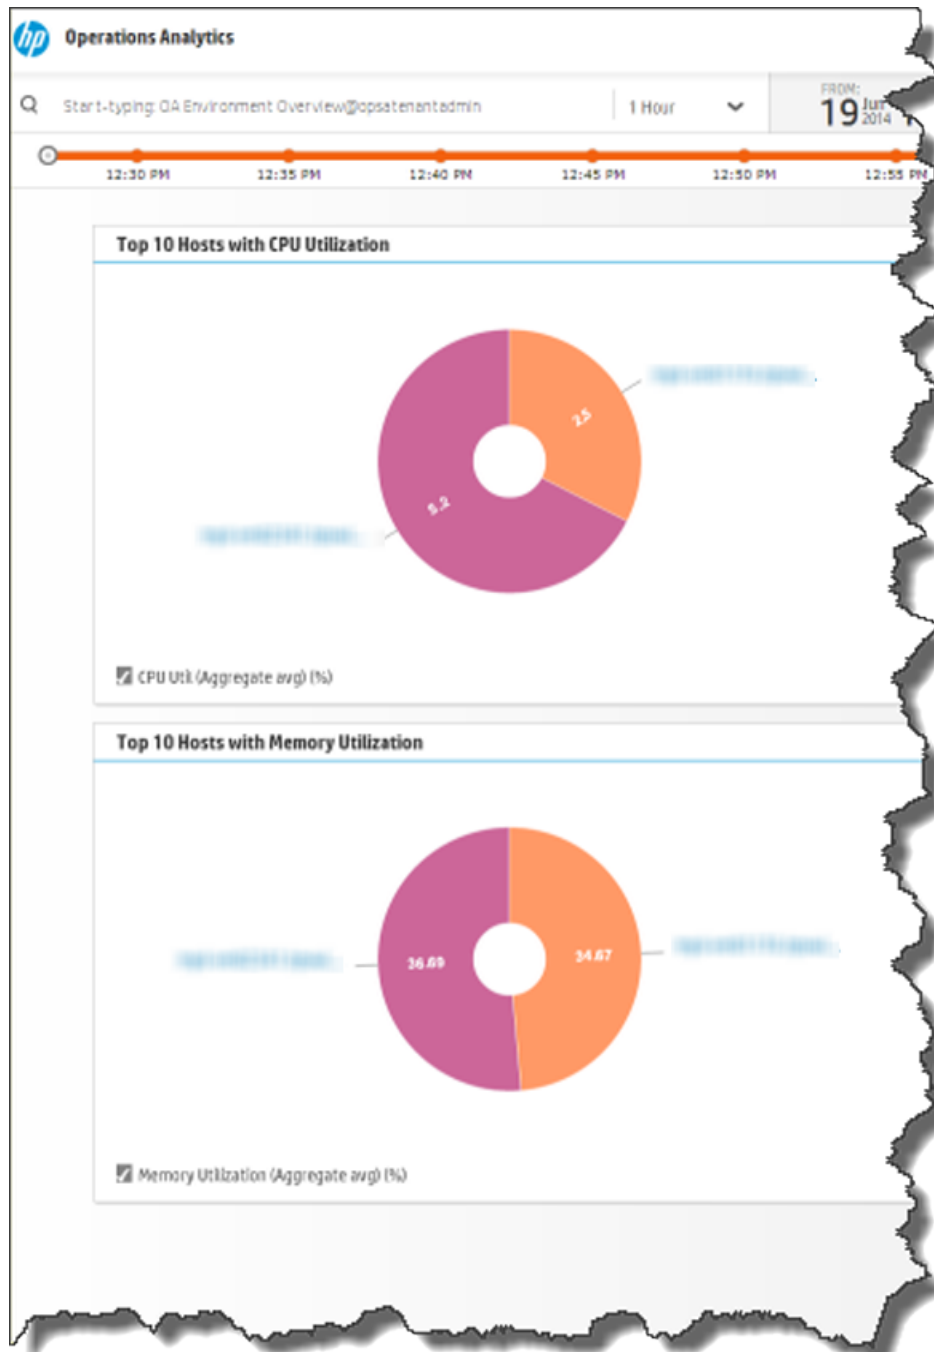 hp Operations Analytics
Start-typing: OA Environment Overview@opsatenantadmin
1 Hour
FROM:
19 Jun 2014
12:30 PM 12:35 PM 12:40 PM 12:45 PM 12:50 PM 12:55 PM
Top 10 Hosts with CPU Utilization
2.5
5.2
CPU Util (Aggregate avg) (%)
Top 10 Hosts with Memory Utilization
36.69 34.67
Memory Utilization (Aggregate avg) (%)